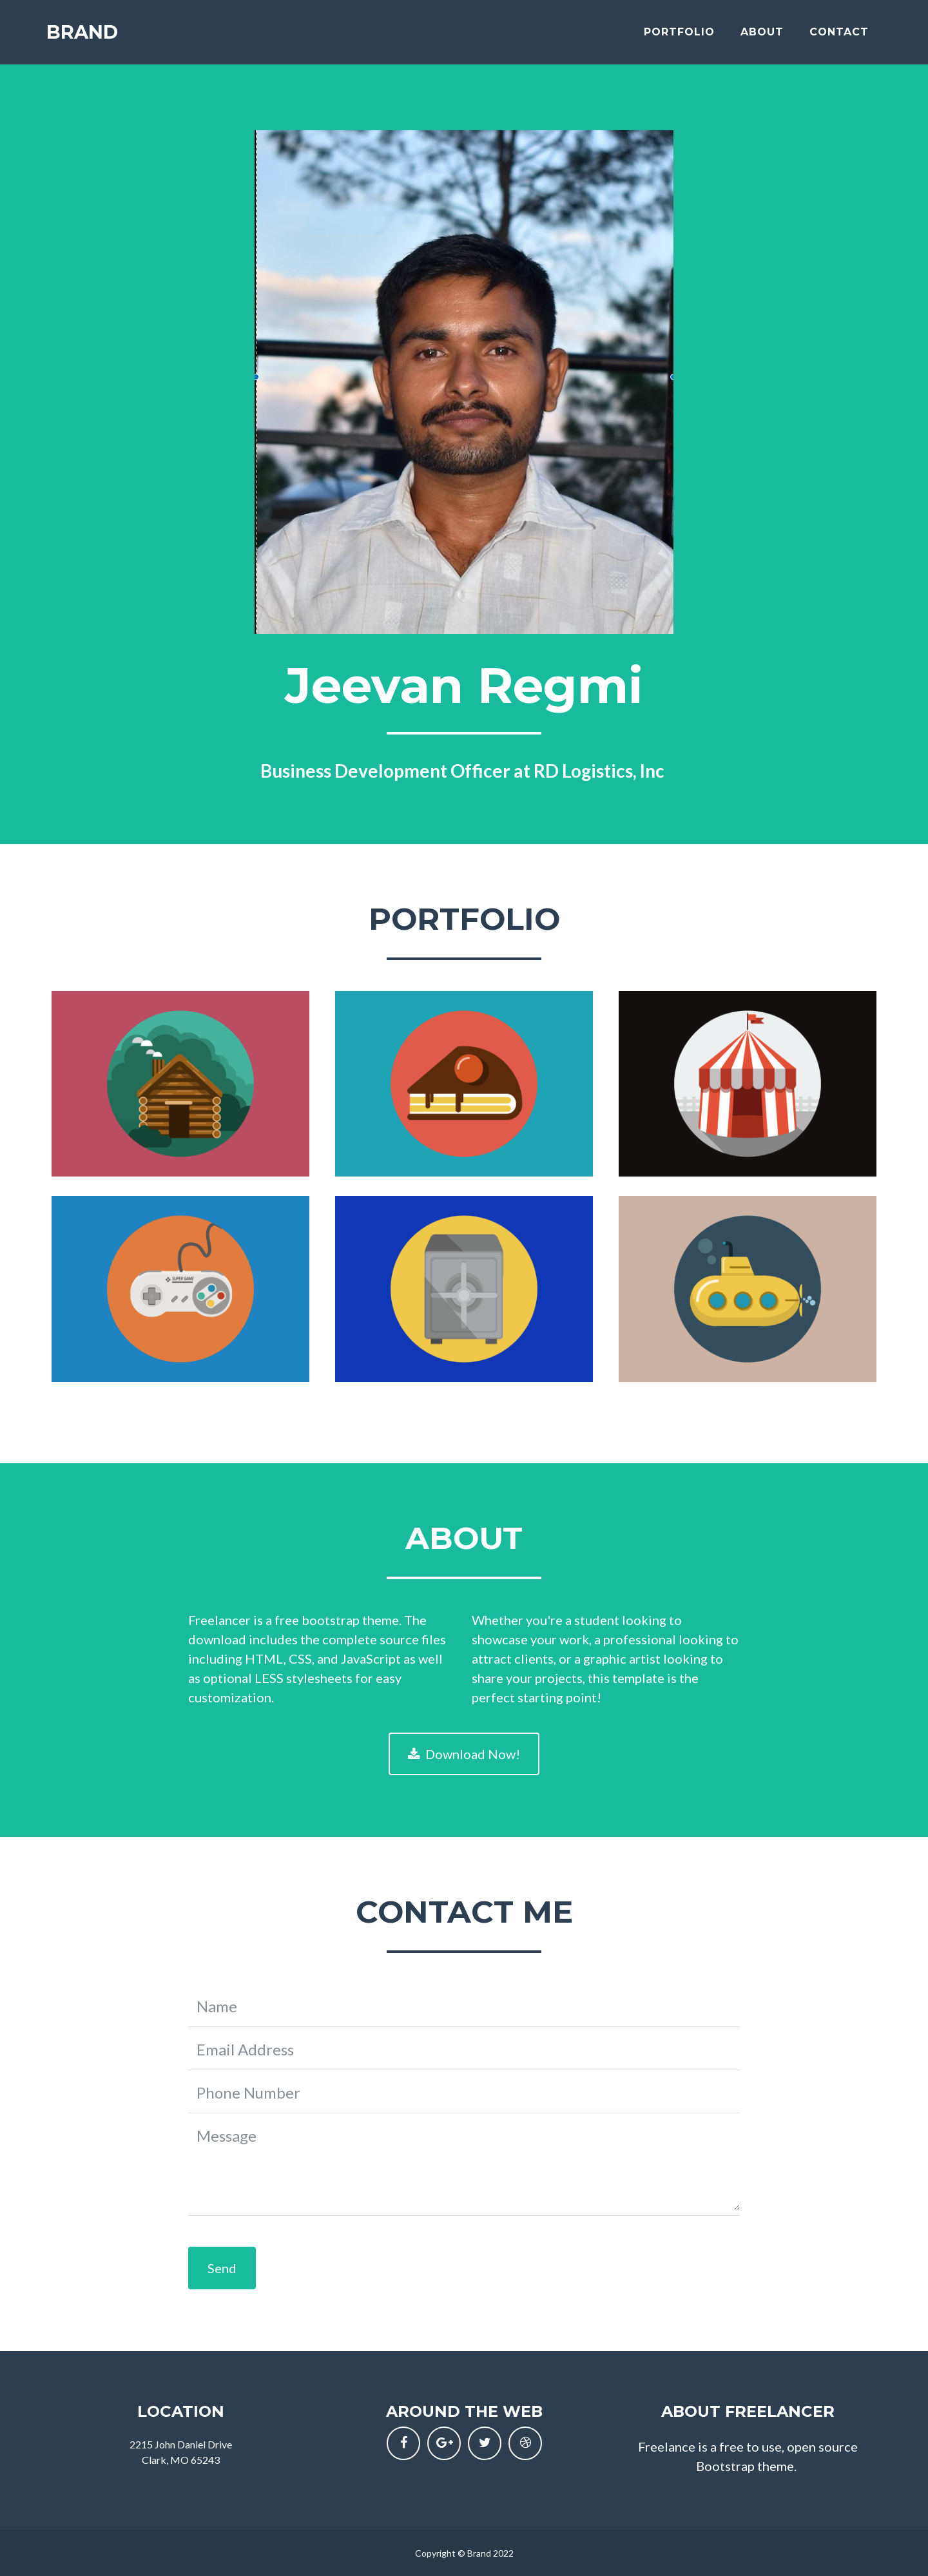 BRAND
PORTFOLIO ABOUT CONTACT
Jeevan Regmi
Business Development Officer at RD Logistics, Inc
PORTFOLIO
SUPER GAME
ABOUT
Freelancer is a free bootstrap theme. The
download includes the complete source files
including HTML, CSS, and JavaScript as well
as optional LESS stylesheets for easy
customization.
Whether you're a student looking to
showcase your work, a professional looking to
attract clients, or a graphic artist looking to
share your projects, this template is the
perfect starting point!
Download Now!
CONTACT ME
Name
Email Address
Phone Number
Message
Send
LOCATION
2215 John Daniel Drive
Clark, MO 65243
AROUND THE WEB
ABOUT FREELANCER
Freelance is a free to use, open source
Bootstrap theme.
Copyright © Brand 2022